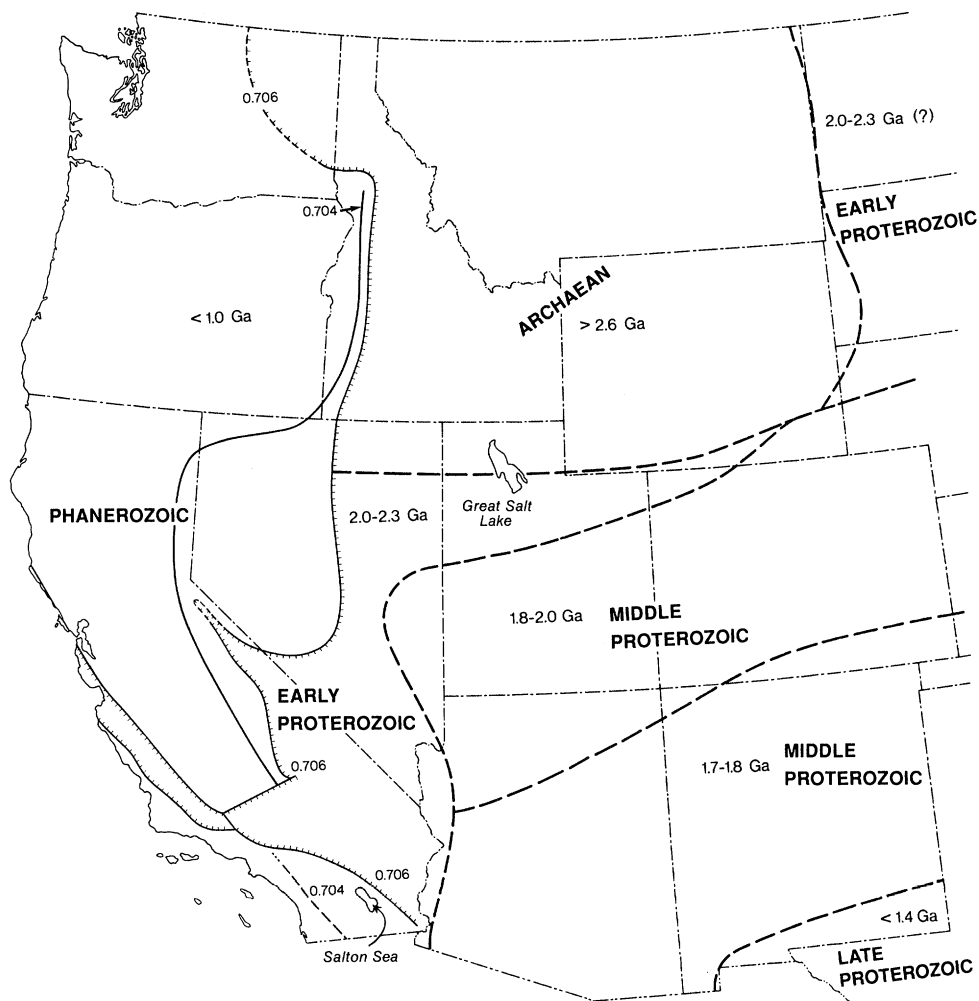 0.706
2.0-2.3 Ga (?)
EARLY
PROTEROZOIC
0.704
ARCHAEAN
< 1.0 Ga
> 2.6 Ga
PHANEROZOIC
2.0-2.3 Ga
Great Salt
Lake
1.8-2.0 Ga
MIDDLE
PROTEROZOIC
EARLY
PROTEROZOIC
0.706
1.7-1.8 Ga
MIDDLE
PROTEROZOIC
0.704
0.706
Salton Sea
< 1.4 Ga
LATE
PROTEROZOIC